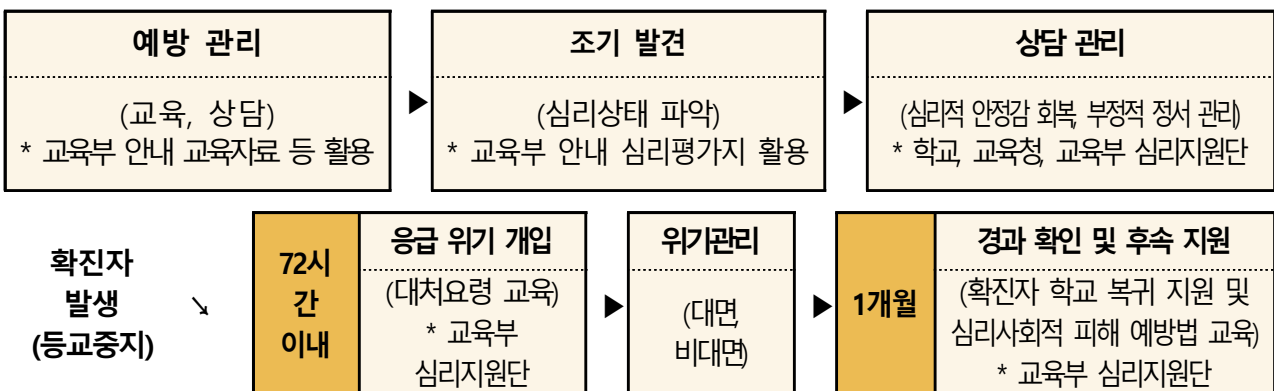 예방 관리
(교육, 상담)
* 교육부 안내 교육자료 등 활용
▶
조기 발견
(심리상태 파악)
* 교육부 안내 심리평가지 활용
▶
상담 관리
(심리적 안정감 회복, 부정적 정서 관리)
* 학교, 교육청, 교육부 심리지원단
확진자
발생
(등교중지)
↘
72시
간
이내
응급 위기 개입
(대처요령 교육)
* 교육부
심리지원단
▶
위기관리
(대면,
비대면)
▶
1개월
경과 확인 및 후속 지원
(확진자 학교 복귀 지원 및
심리사회적 피해 예방법 교육)
* 교육부 심리지원단